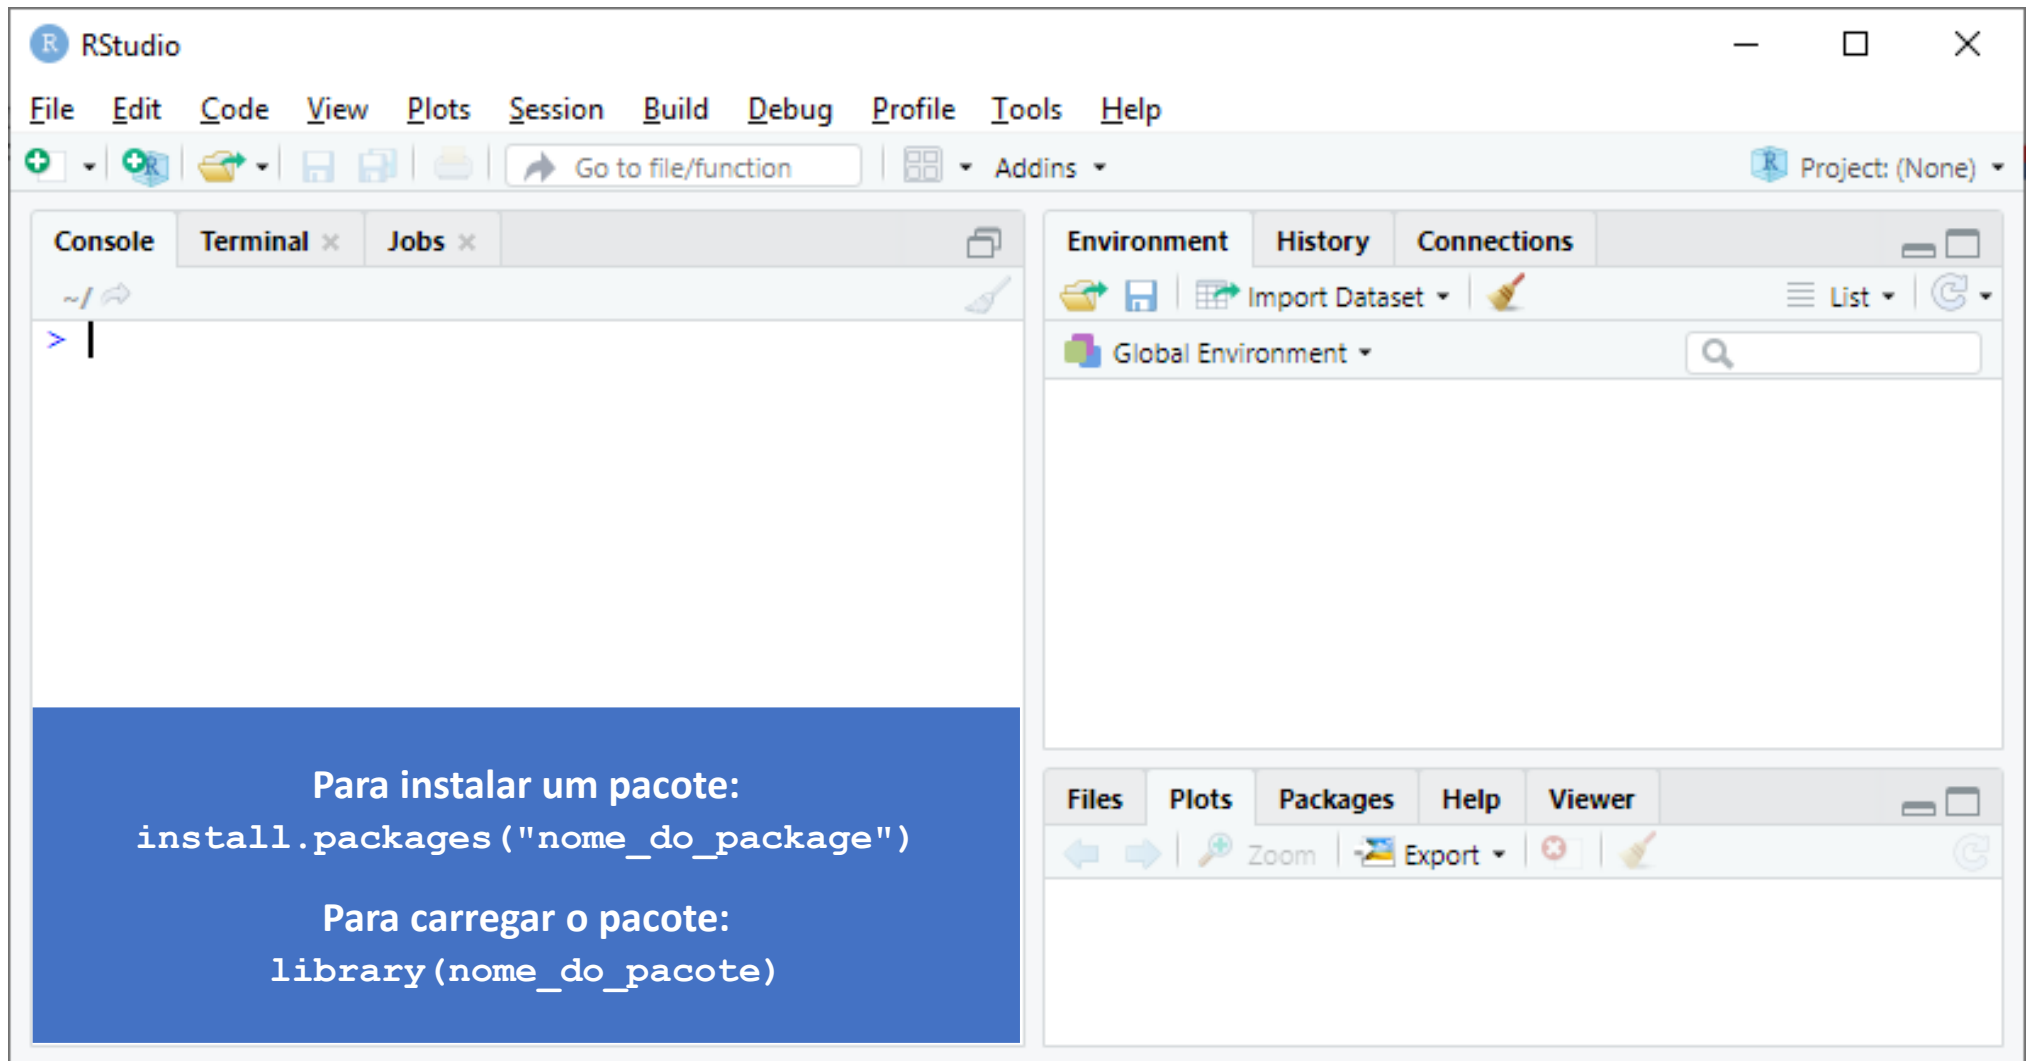 RStudio
File Edit Code View Plots Session Build Debug Profile Tools Help
Go to file/function Addins Project: (None)
Console Terminal Jobs
~/
>
Para instalar um pacote:
install.packages("nome_do_package")
Para carregar o pacote:
library(nome_do_pacote)
Environment History Connections
Import Dataset List
Global Environment
Files Plots Packages Help Viewer
Zoom Export